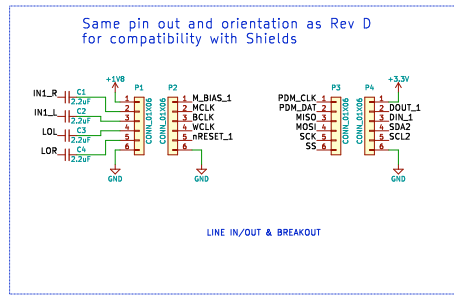 Same pin out and orientation as Rev D
for compatibility with Shields
+1V8
P1
P2
P3
P4
+3.3V
IN1_R
C1
2.2uF
IN1_L
C2
2.2uF
LOL
C3
2.2uF
LOR
C4
2.2uF
1
2
3
4
5
6
CONN_01X06
GND
1
2
3
4
5
6
CONN_01X06
M_BIAS_1
MCLK
BCLK
WCLK
nRESET_1
GND
PDM_CLK
PDM_DAT
MISO
MOSI
SCK
SS
1
2
3
4
5
6
CONN_01X06
1
2
3
4
5
6
CONN_01X06
DOUT_1
DIN_1
SDA2
SCL2
GND
LINE IN/OUT & BREAKOUT